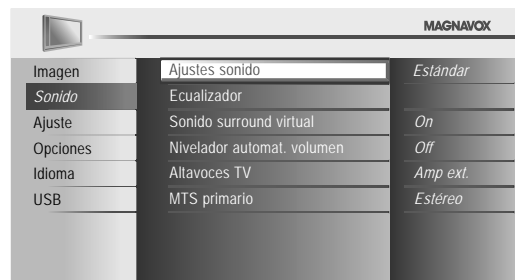 MAGNAVOX
Imagen
Ajustes sonido
Estándar
Sonido
Ecualizador
Ajuste
Sonido surround virtual
On
Opciones
Nivelador automat. volumen
Off
Idioma
Altavoces TV
Amp ext.
USB
MTS primario
Estéreo